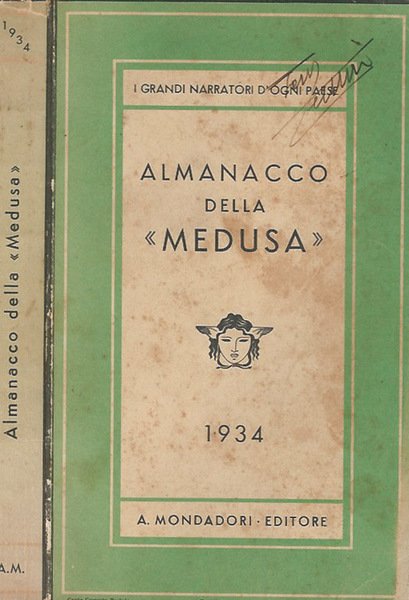 1934
Almanacco della «Medusa»
A.M.
I GRANDI NARRATORI D'OGNI PAESE
ALMANACCO
DELLA
«MEDUSA»
1934
A. MONDADORI · EDITORE